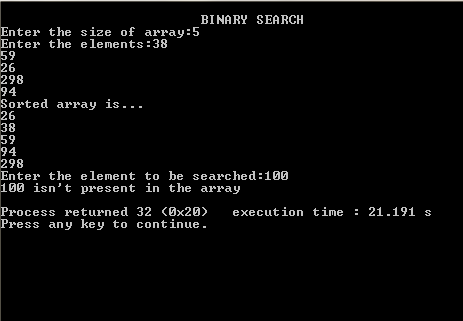 BINARY SEARCH
Enter the size of array:5
Enter the elements:38
59
26
298
94
Sorted array is...
26
38
59
94
298
Enter the element to be searched:100
100 isn't present in the array
Process returned 32 (0x20)   execution time : 21.191 s
Press any key to continue.